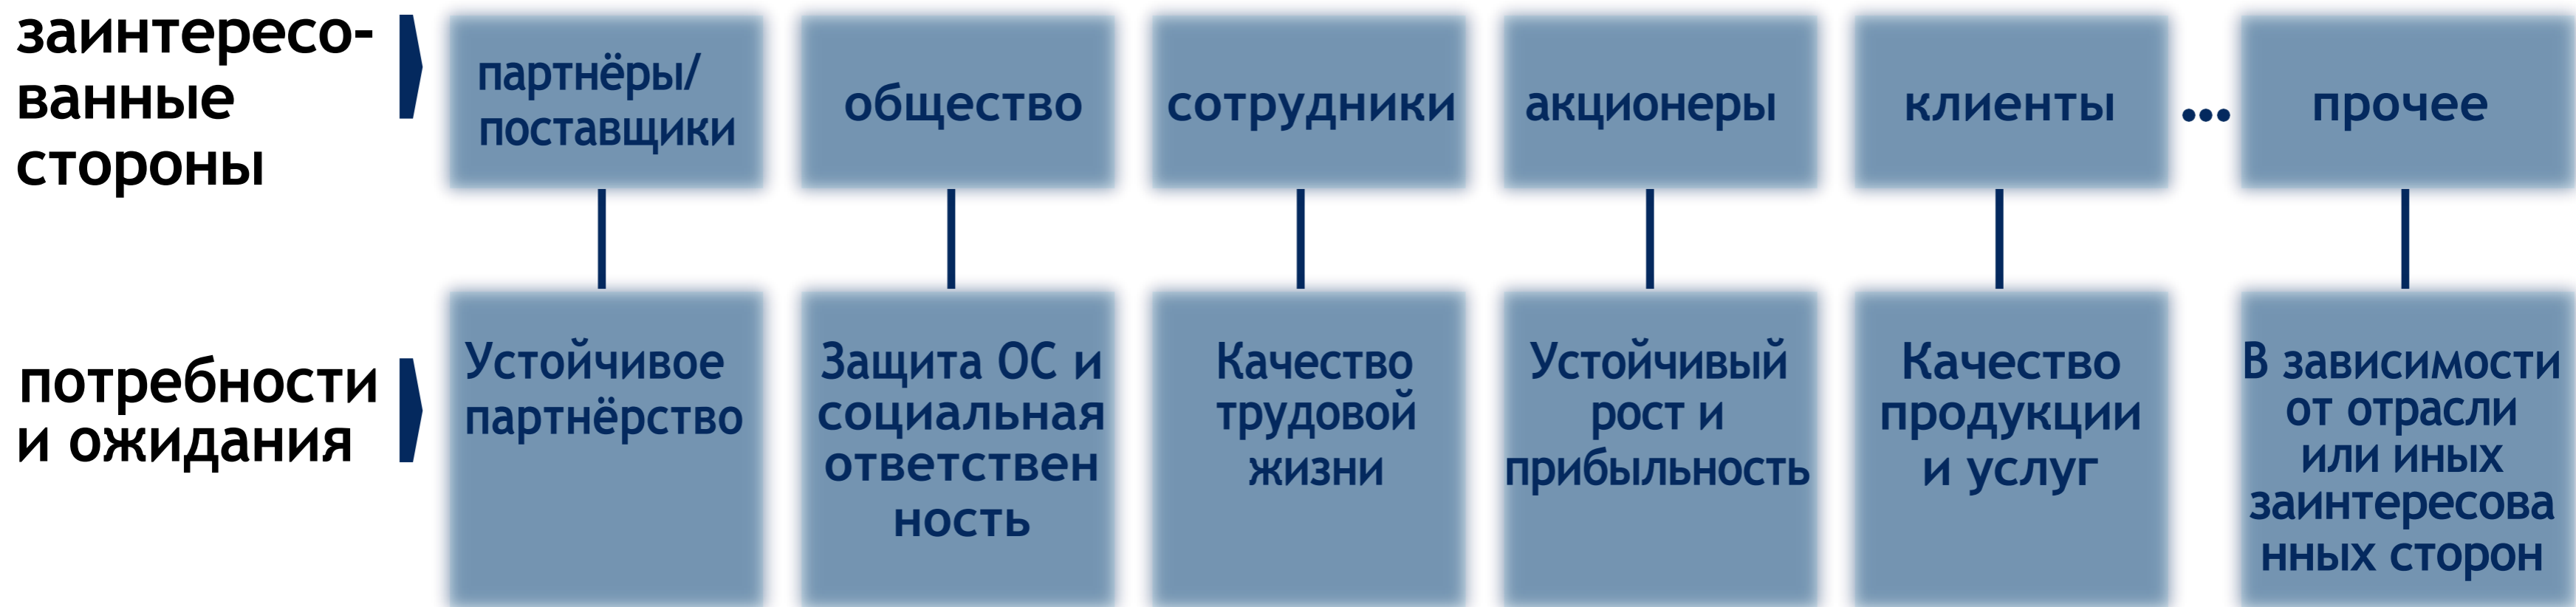 заинтересо-
ванные
стороны
партнёры/
поставщики
общество
сотрудники
акционеры
клиенты
...
прочее
потребности
и ожидания
Устойчивое
партнёрство
Защита ОС и
социальная
ответствен
ность
Качество
трудовой
жизни
Устойчивый
рост и
прибыльность
Качество
продукции
и услуг
В зависимости
от отрасли
или иных
заинтересова
нных сторон